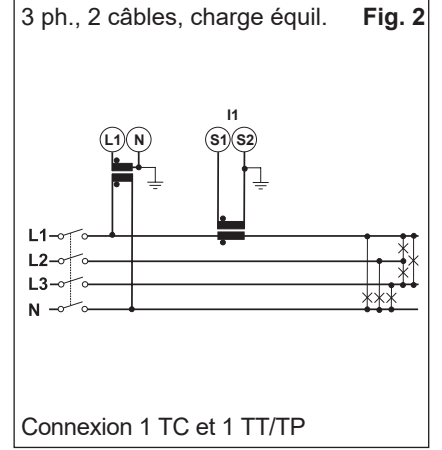 3 ph., 2 câbles, charge équil. Fig. 2
I1
L1 N S1 S2
L1
L2
L3
N
Connexion 1 TC et 1 TT/TP